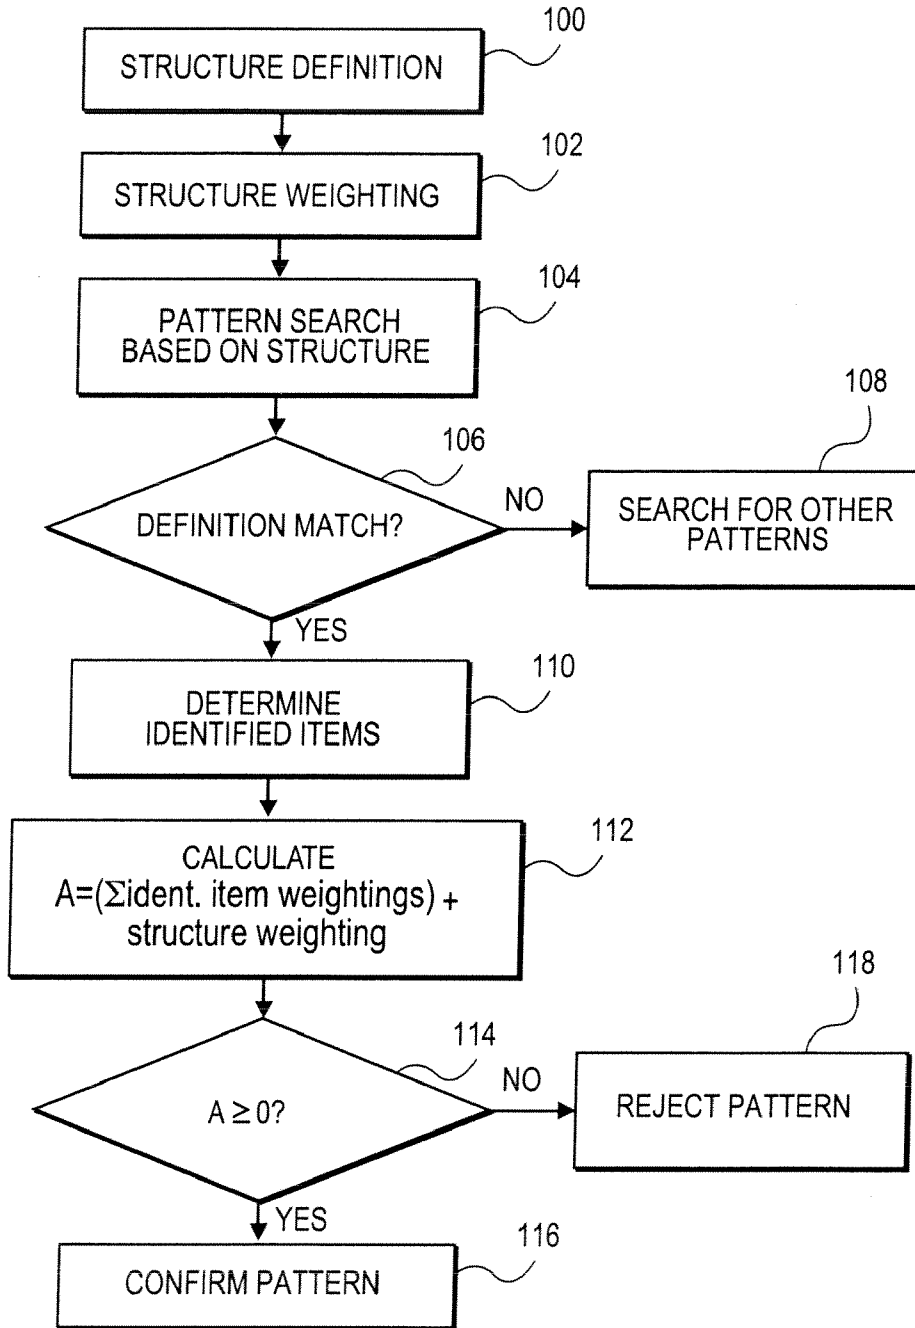 100
STRUCTURE DEFINITION
102
STRUCTURE WEIGHTING
104
PATTERN SEARCH
BASED ON STRUCTURE
106
108
DEFINITION MATCH?
NO
SEARCH FOR OTHER
PATTERNS
YES
110
DETERMINE
IDENTIFIED ITEMS
112
CALCULATE
A=(Σident. item weightings) +
structure weighting
114
118
A ≥ 0?
NO
REJECT PATTERN
YES
116
CONFIRM PATTERN